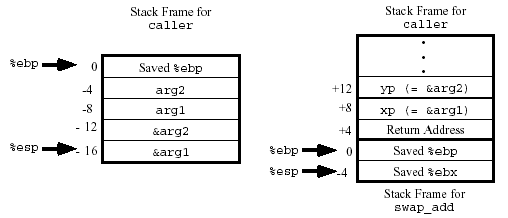 Stack Frame for
caller
%ebp
0
Saved %ebp
-4
arg2
-8
arg1
- 12
&arg2
%esp
- 16
&arg1
Stack Frame for
caller
+12
yp (= &arg2)
+8
xp (= &arg1)
+4
Return Address
%ebp
0
Saved %ebp
%esp
-4
Saved %ebx
Stack Frame for
swap_add